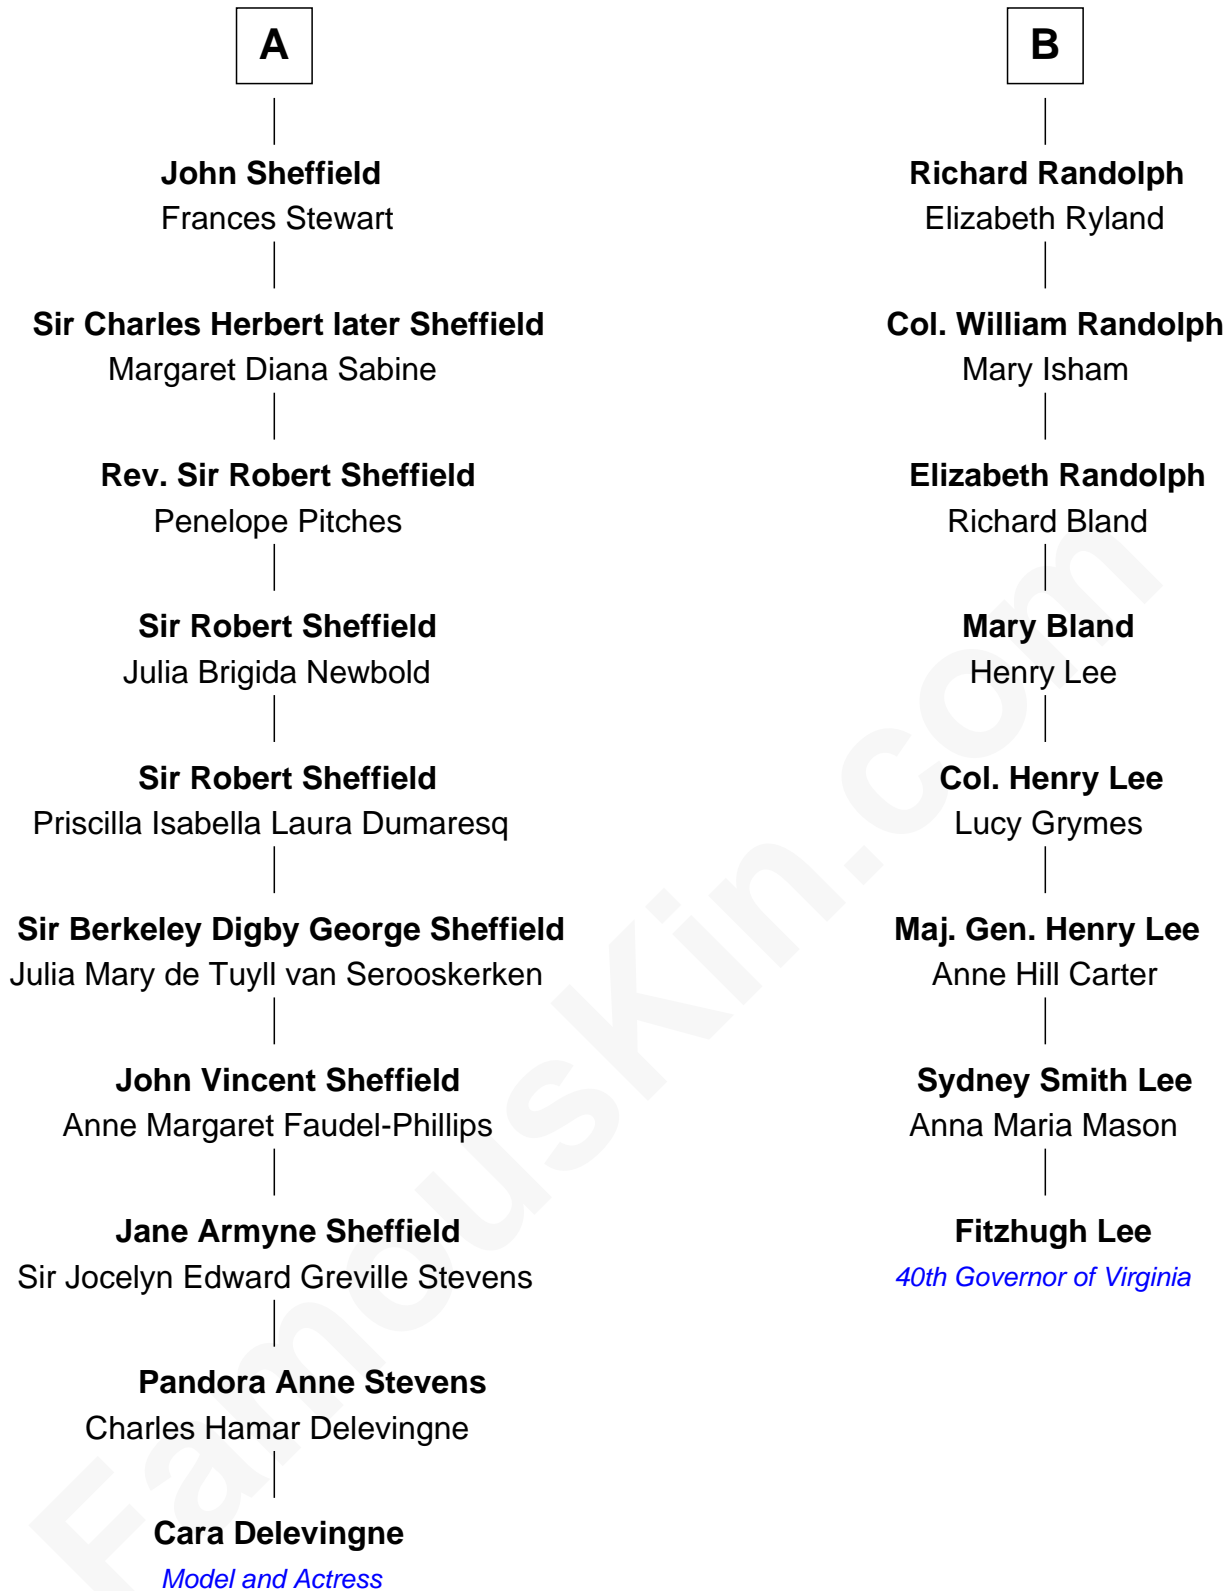 A
John Sheffield
Frances Stewart
Sir Charles Herbert later Sheffield
Margaret Diana Sabine
Rev. Sir Robert Sheffield
Penelope Pitches
Sir Robert Sheffield
Julia Brigida Newbold
Sir Robert Sheffield
Priscilla Isabella Laura Dumaresq
Sir Berkeley Digby George Sheffield
Julia Mary de Tuyll van Serooskerken
John Vincent Sheffield
Anne Margaret Faudel-Phillips
Jane Armyne Sheffield
Sir Jocelyn Edward Greville Stevens
Pandora Anne Stevens
Charles Hamar Delevingne
Cara Delevingne
Model and Actress
B
Richard Randolph
Elizabeth Ryland
Col. William Randolph
Mary Isham
Elizabeth Randolph
Richard Bland
Mary Bland
Henry Lee
Col. Henry Lee
Lucy Grymes
Maj. Gen. Henry Lee
Anne Hill Carter
Sydney Smith Lee
Anna Maria Mason
Fitzhugh Lee
40th Governor of Virginia
FamousKin.com